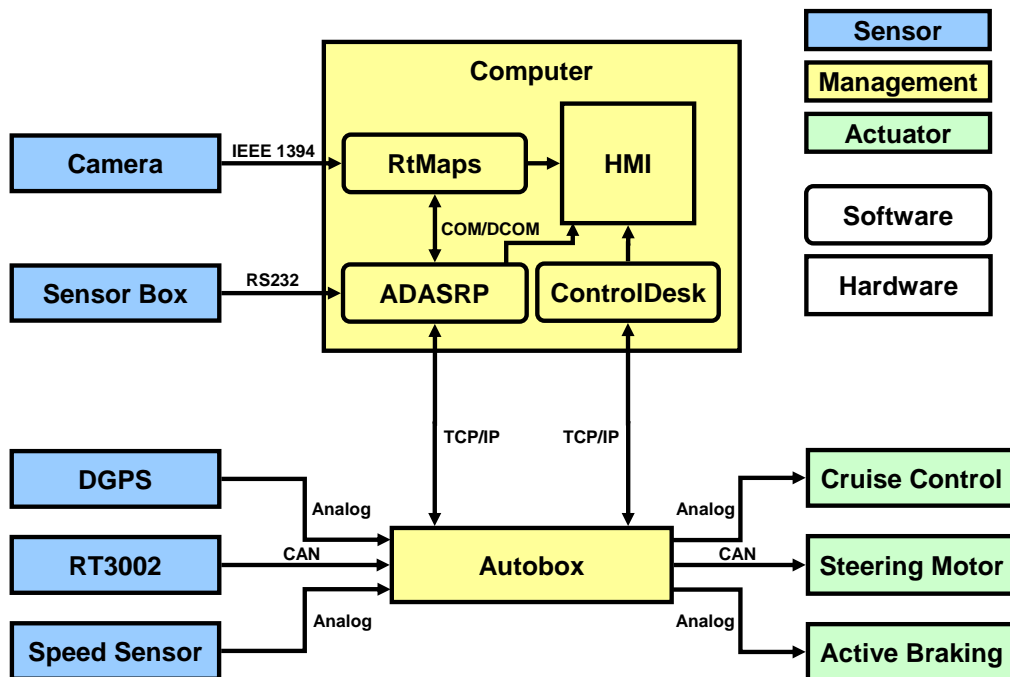 Sensor
Computer
Management
Actuator
IEEE 1394
Camera
RtMaps
HMI
COM/DCOM
Software
RS232
Sensor Box
ADASRP
ControlDesk
Hardware
TCP/IP
TCP/IP
DGPS
Cruise Control
Analog
Analog
RT3002
CAN
Autobox
CAN
Steering Motor
Analog
Analog
Speed Sensor
Active Braking